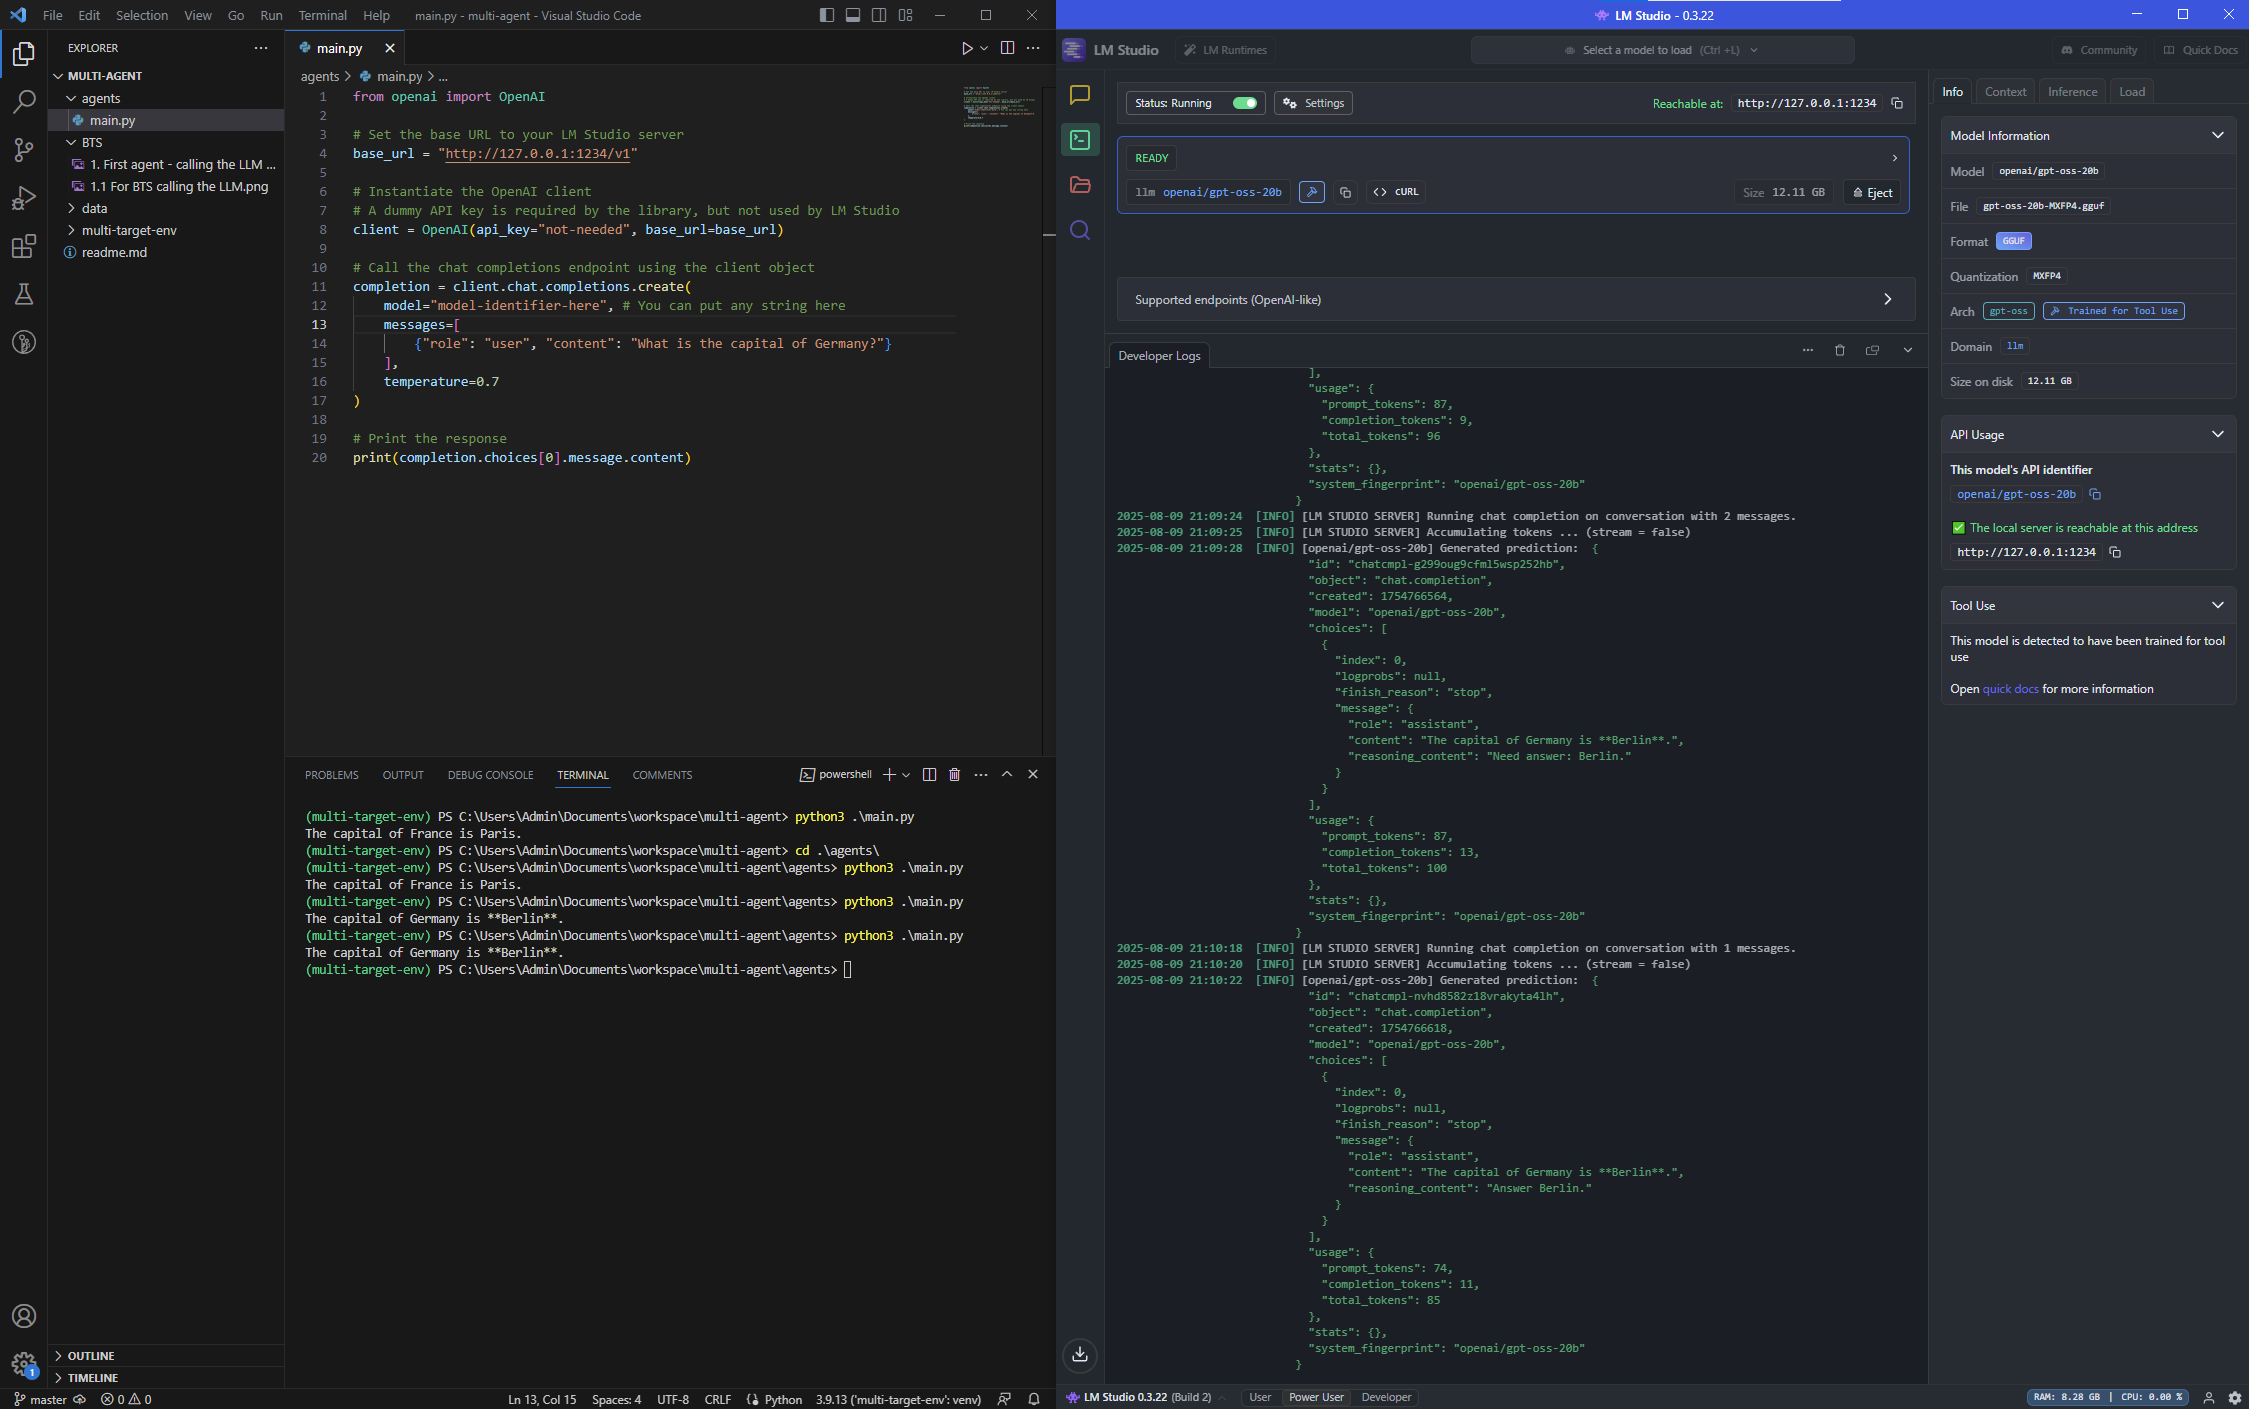 File Edit Selection View Go Run Terminal Help main.py - multi-agent - Visual Studio Code
EXPLORER
MULTI-AGENT
agents
main.py
BTS
1. First agent - calling the LLM ...
1.1 For BTS calling the LLM.png
data
multi-target-env
readme.md
OUTLINE
TIMELINE
main.py
agents > main.py > ...
1 from openai import OpenAI
2
3 # Set the base URL to your LM Studio server
4 base_url = "http://127.0.0.1:1234/v1"
5
6 # Instantiate the OpenAI client
7 # A dummy API key is required by the library, but not used by LM Studio
8 client = OpenAI(api_key="not-needed", base_url=base_url)
9
10 # Call the chat completions endpoint using the client object
11 completion = client.chat.completions.create(
12 model="model-identifier-here", # You can put any string here
13 messages=[
14 {"role": "user", "content": "What is the capital of Germany?"}
15 ],
16 temperature=0.7
17 )
18
19 # Print the response
20 print(completion.choices[0].message.content)
PROBLEMS OUTPUT DEBUG CONSOLE TERMINAL COMMENTS powershell
(multi-target-env) PS C:\Users\Admin\Documents\workspace\multi-agent> python3 .\main.py
The capital of France is Paris.
(multi-target-env) PS C:\Users\Admin\Documents\workspace\multi-agent> cd .\agents\
(multi-target-env) PS C:\Users\Admin\Documents\workspace\multi-agent\agents> python3 .\main.py
The capital of France is Paris.
(multi-target-env) PS C:\Users\Admin\Documents\workspace\multi-agent\agents> python3 .\main.py
The capital of Germany is **Berlin**.
(multi-target-env) PS C:\Users\Admin\Documents\workspace\multi-agent\agents> python3 .\main.py
The capital of Germany is **Berlin**.
(multi-target-env) PS C:\Users\Admin\Documents\workspace\multi-agent\agents>
1
master 0 0 Ln 13, Col 15 Spaces: 4 UTF-8 CRLF Python 3.9.13 ('multi-target-env': venv)
LM Studio - 0.3.22
LM Studio LM Runtimes Select a model to load (Ctrl +L) Community Quick Docs
Status: Running Settings Reachable at: http://127.0.0.1:1234
READY
llm openai/gpt-oss-20b <> cURL Size 12.11 GB Eject
Supported endpoints (OpenAI-like)
Developer Logs
],
"usage": {
"prompt_tokens": 87,
"completion_tokens": 9,
"total_tokens": 96
},
"stats": {},
"system_fingerprint": "openai/gpt-oss-20b"
}
2025-08-09 21:09:24 [INFO] [LM STUDIO SERVER] Running chat completion on conversation with 2 messages.
2025-08-09 21:09:25 [INFO] [LM STUDIO SERVER] Accumulating tokens ... (stream = false)
2025-08-09 21:09:28 [INFO] [openai/gpt-oss-20b] Generated prediction: {
"id": "chatcmpl-g299oug9cfml5wsp252hb",
"object": "chat.completion",
"created": 1754766564,
"model": "openai/gpt-oss-20b",
"choices": [
{
"index": 0,
"logprobs": null,
"finish_reason": "stop",
"message": {
"role": "assistant",
"content": "The capital of Germany is **Berlin**.",
"reasoning_content": "Need answer: Berlin."
}
}
],
"usage": {
"prompt_tokens": 87,
"completion_tokens": 13,
"total_tokens": 100
},
"stats": {},
"system_fingerprint": "openai/gpt-oss-20b"
}
2025-08-09 21:10:18 [INFO] [LM STUDIO SERVER] Running chat completion on conversation with 1 messages.
2025-08-09 21:10:20 [INFO] [LM STUDIO SERVER] Accumulating tokens ... (stream = false)
2025-08-09 21:10:22 [INFO] [openai/gpt-oss-20b] Generated prediction: {
"id": "chatcmpl-nvhd8582z18vrakyta4lh",
"object": "chat.completion",
"created": 1754766618,
"model": "openai/gpt-oss-20b",
"choices": [
{
"index": 0,
"logprobs": null,
"finish_reason": "stop",
"message": {
"role": "assistant",
"content": "The capital of Germany is **Berlin**.",
"reasoning_content": "Answer Berlin."
}
}
],
"usage": {
"prompt_tokens": 74,
"completion_tokens": 11,
"total_tokens": 85
},
"stats": {},
"system_fingerprint": "openai/gpt-oss-20b"
}
Info Context Inference Load
Model Information
Model openai/gpt-oss-20b
File gpt-oss-20b-MXFP4.gguf
Format GGUF
Quantization MXFP4
Arch gpt-oss Trained for Tool Use
Domain llm
Size on disk 12.11 GB
API Usage
This model's API identifier
openai/gpt-oss-20b
The local server is reachable at this address
http://127.0.0.1:1234
Tool Use
This model is detected to have been trained for tool
use
Open quick docs for more information
LM Studio 0.3.22 (Build 2) User Power User Developer RAM: 8.28 GB | CPU: 0.00 %